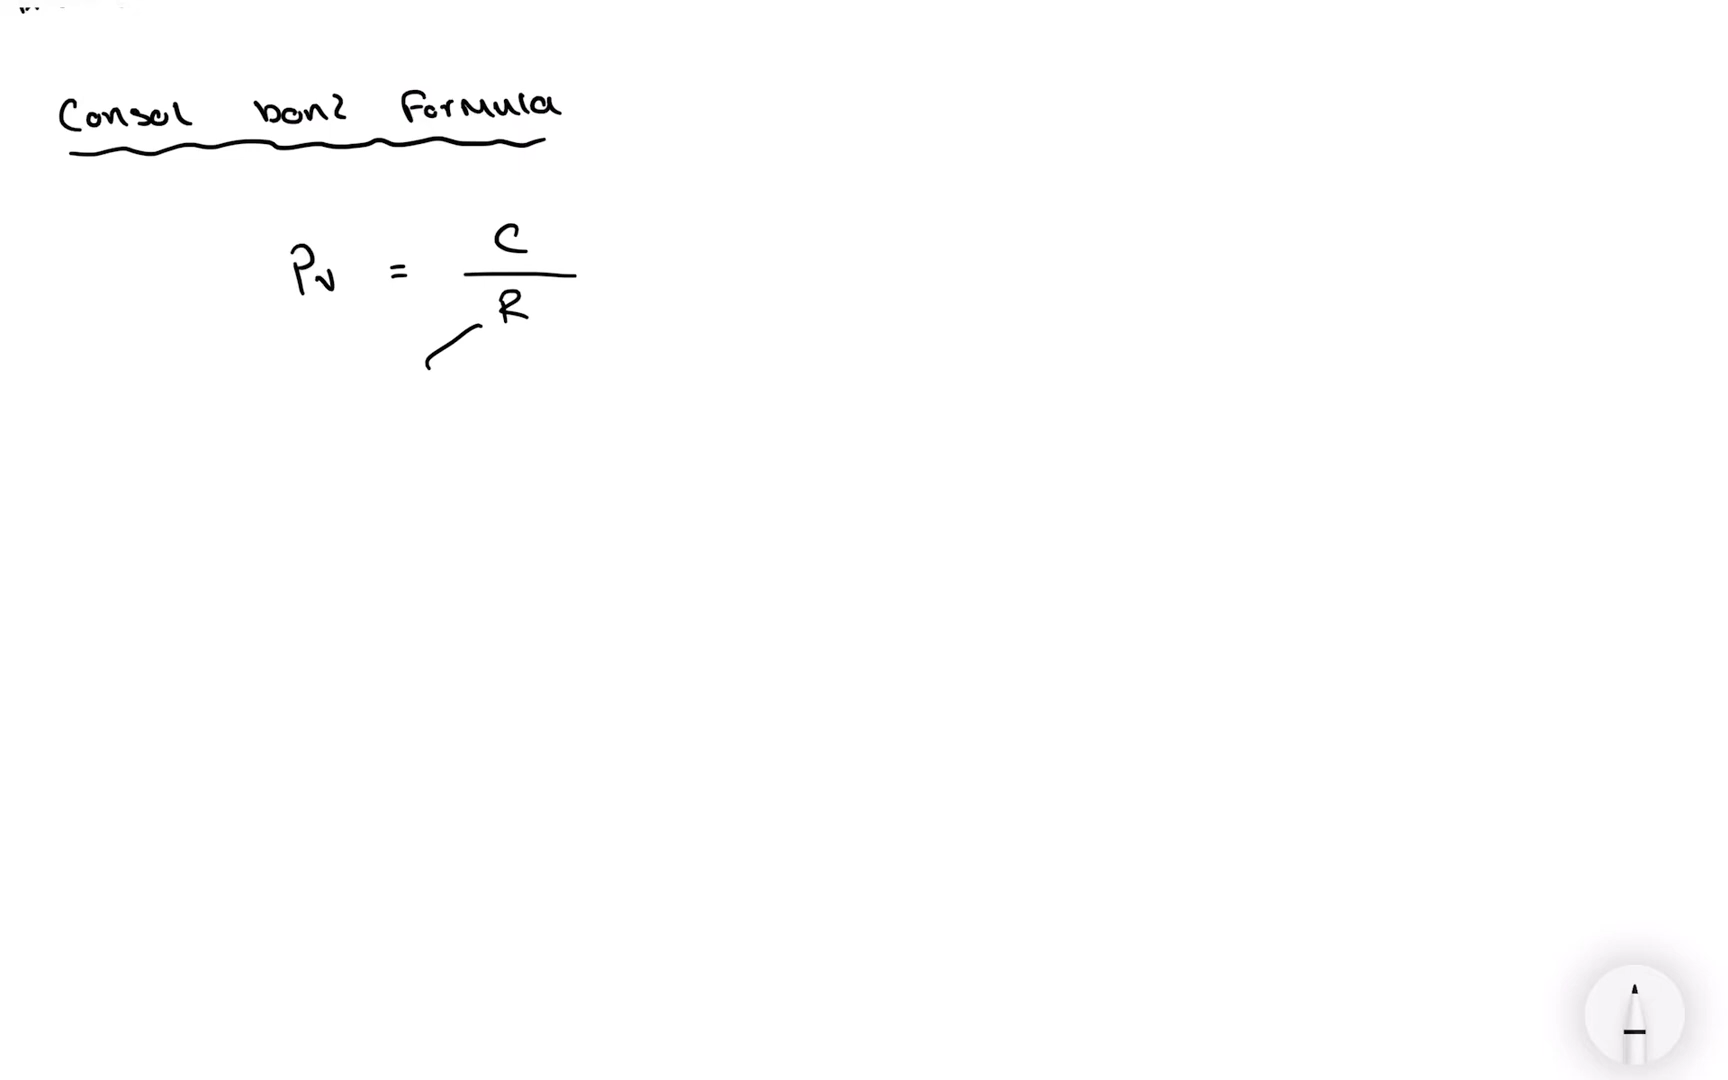 Consol bond Formula
Pv = C / R